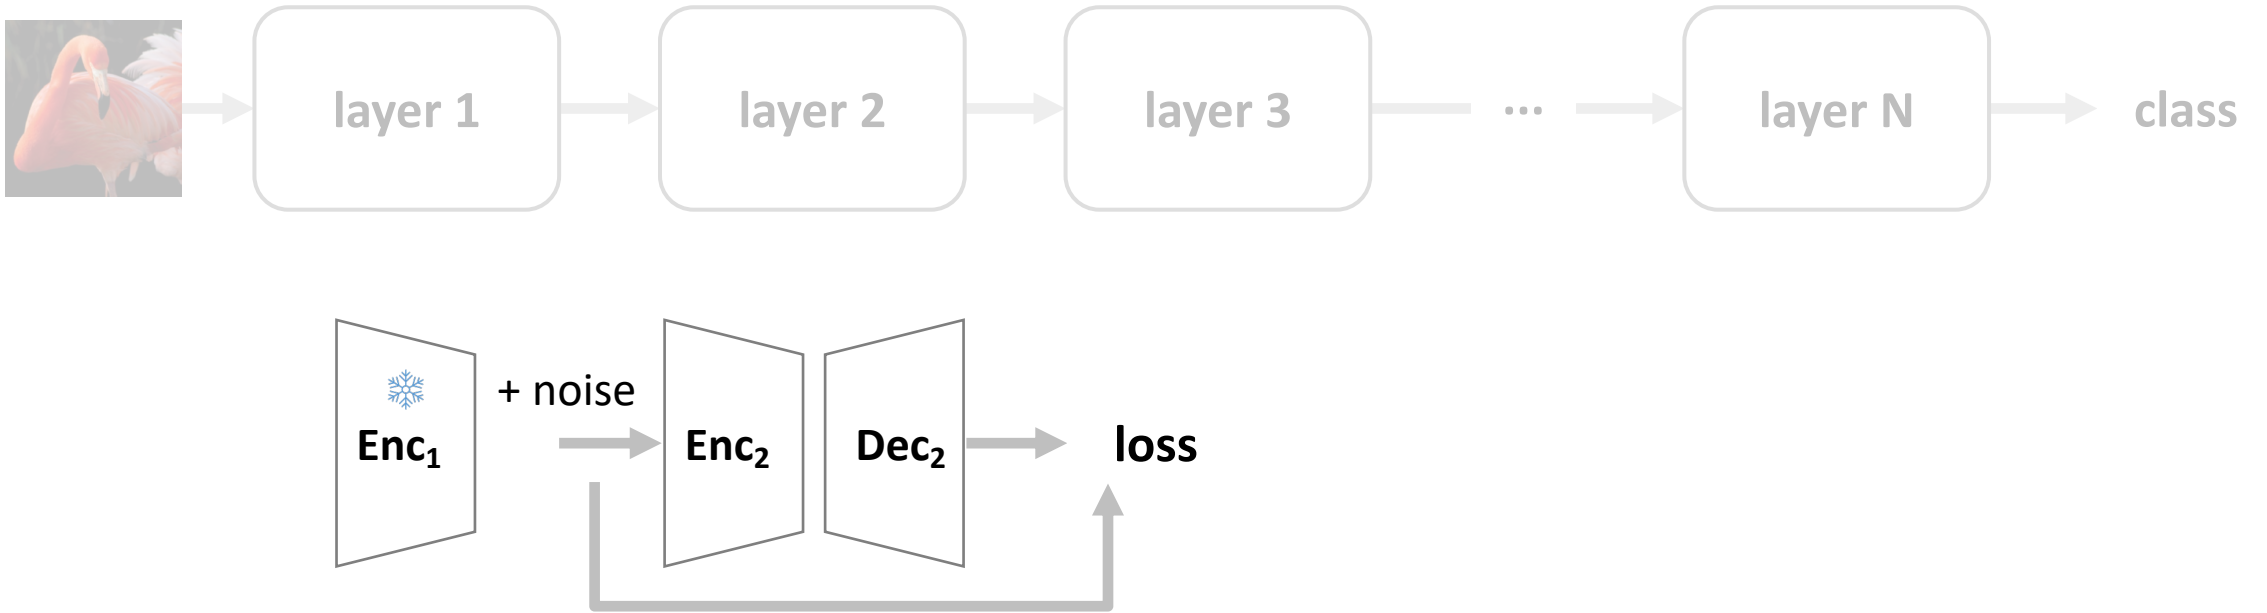 layer 1
layer 2
layer 3
...
layer N
class
+ noise
Enc₁
Enc₂
Dec₂
loss